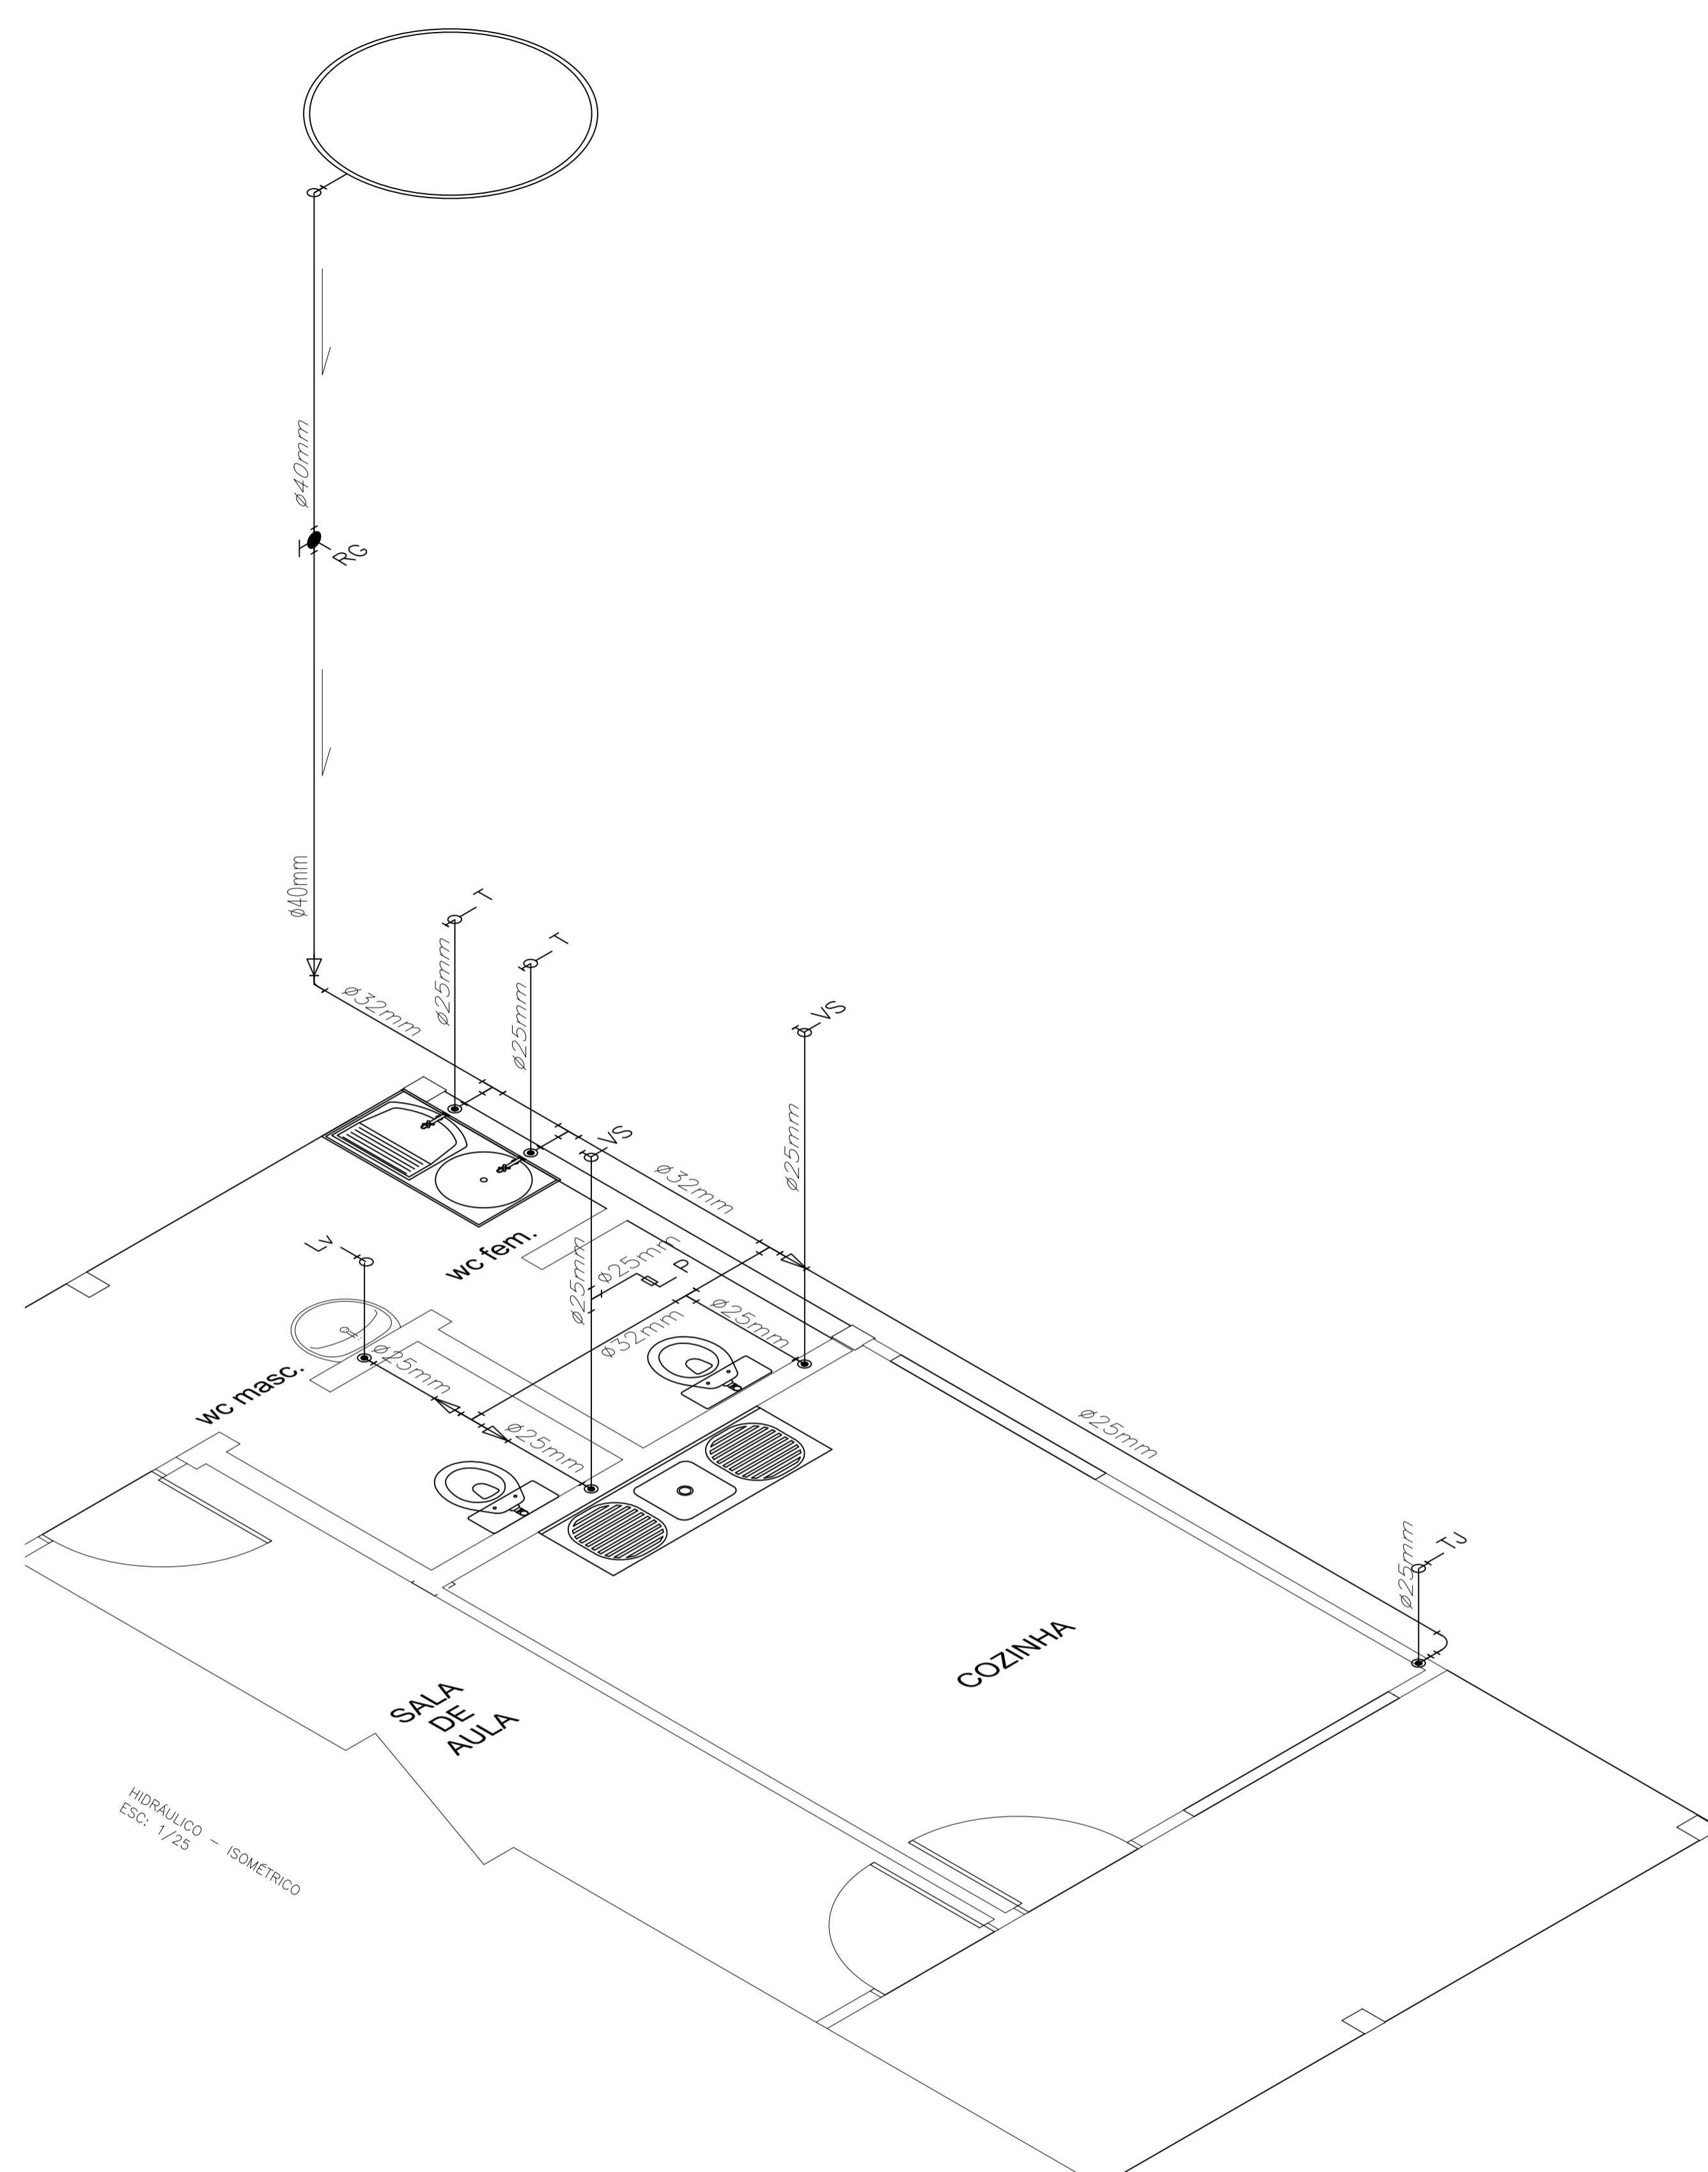 ø40mm
RG
ø40mm
T
ø25mm
T
ø25mm
ø32mm
VS
ø25mm
VS
ø32mm
ø25mm
Lv
wc fem.
ø25mm
P
ø25mm
ø32mm
ø25mm
wc masc.
ø25mm
ø25mm
TJ
ø25mm
COZINHA
SALA
DE
AULA
HIDRÁULICO - ISOMÉTRICO
ESC: 1/25